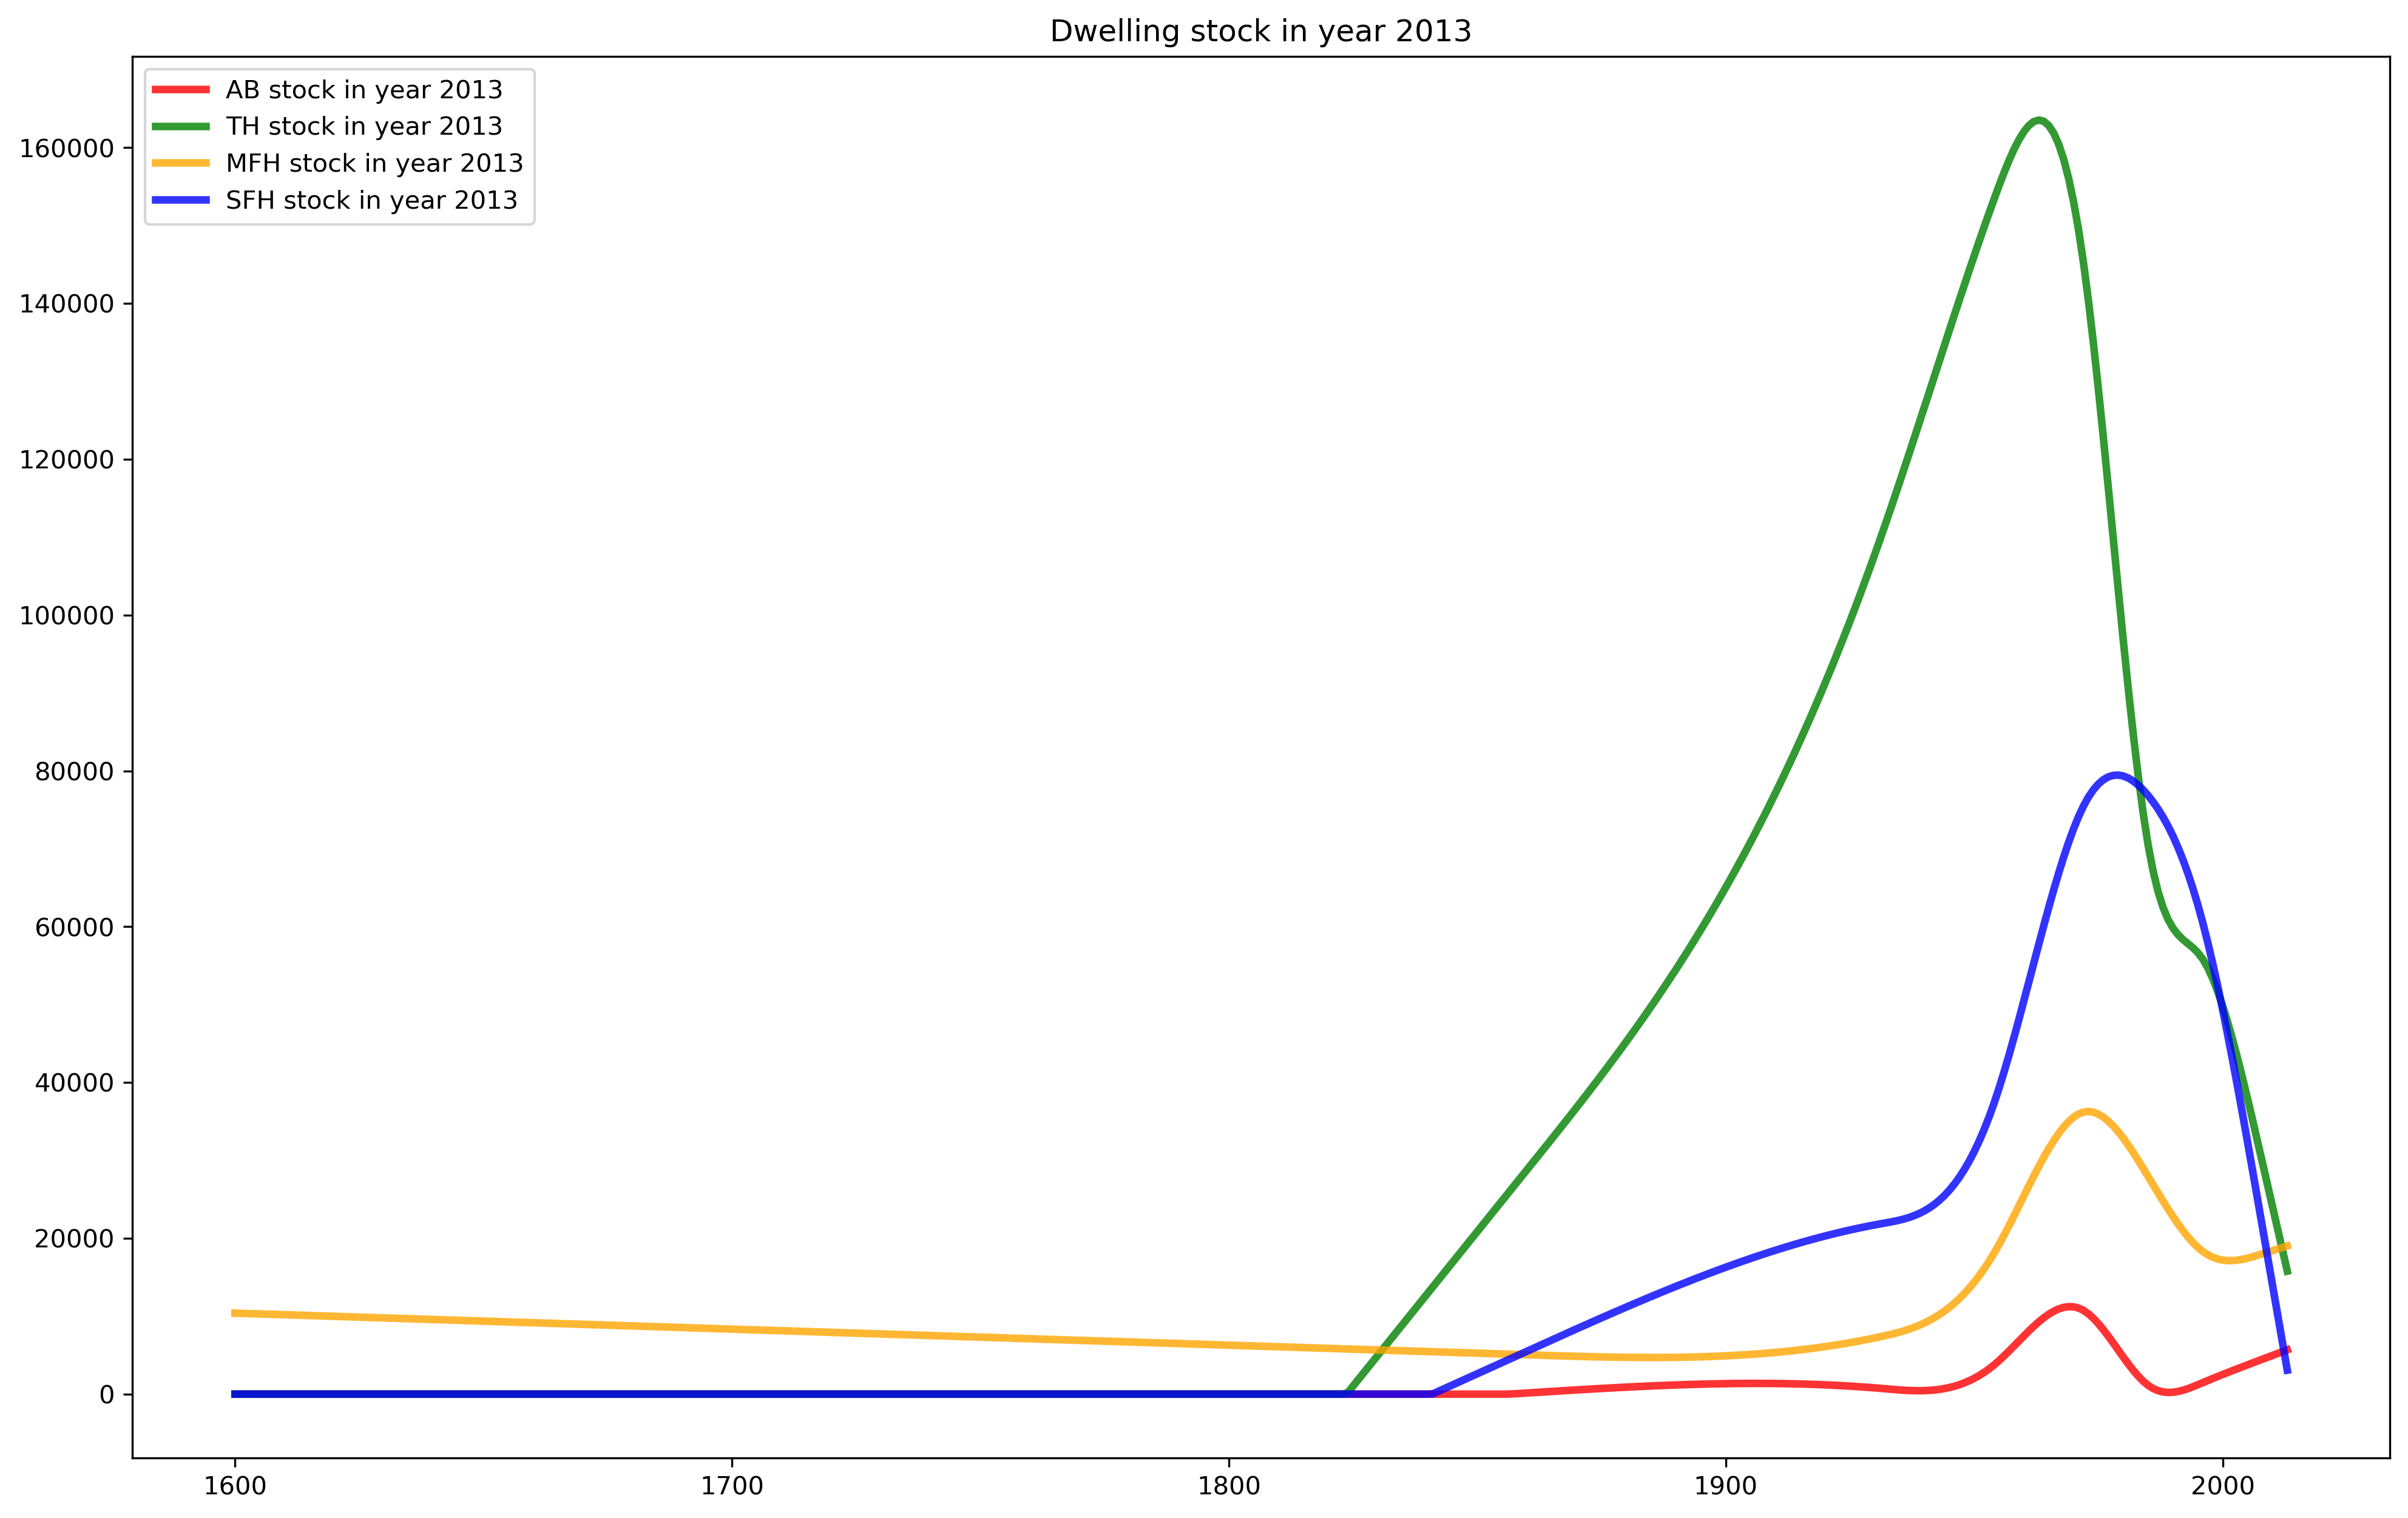 Dwelling stock in year 2013
AB stock in year 2013
TH stock in year 2013
MFH stock in year 2013
SFH stock in year 2013
160000
140000
120000
100000
80000
60000
40000
20000
0
1600 1700 1800 1900 2000